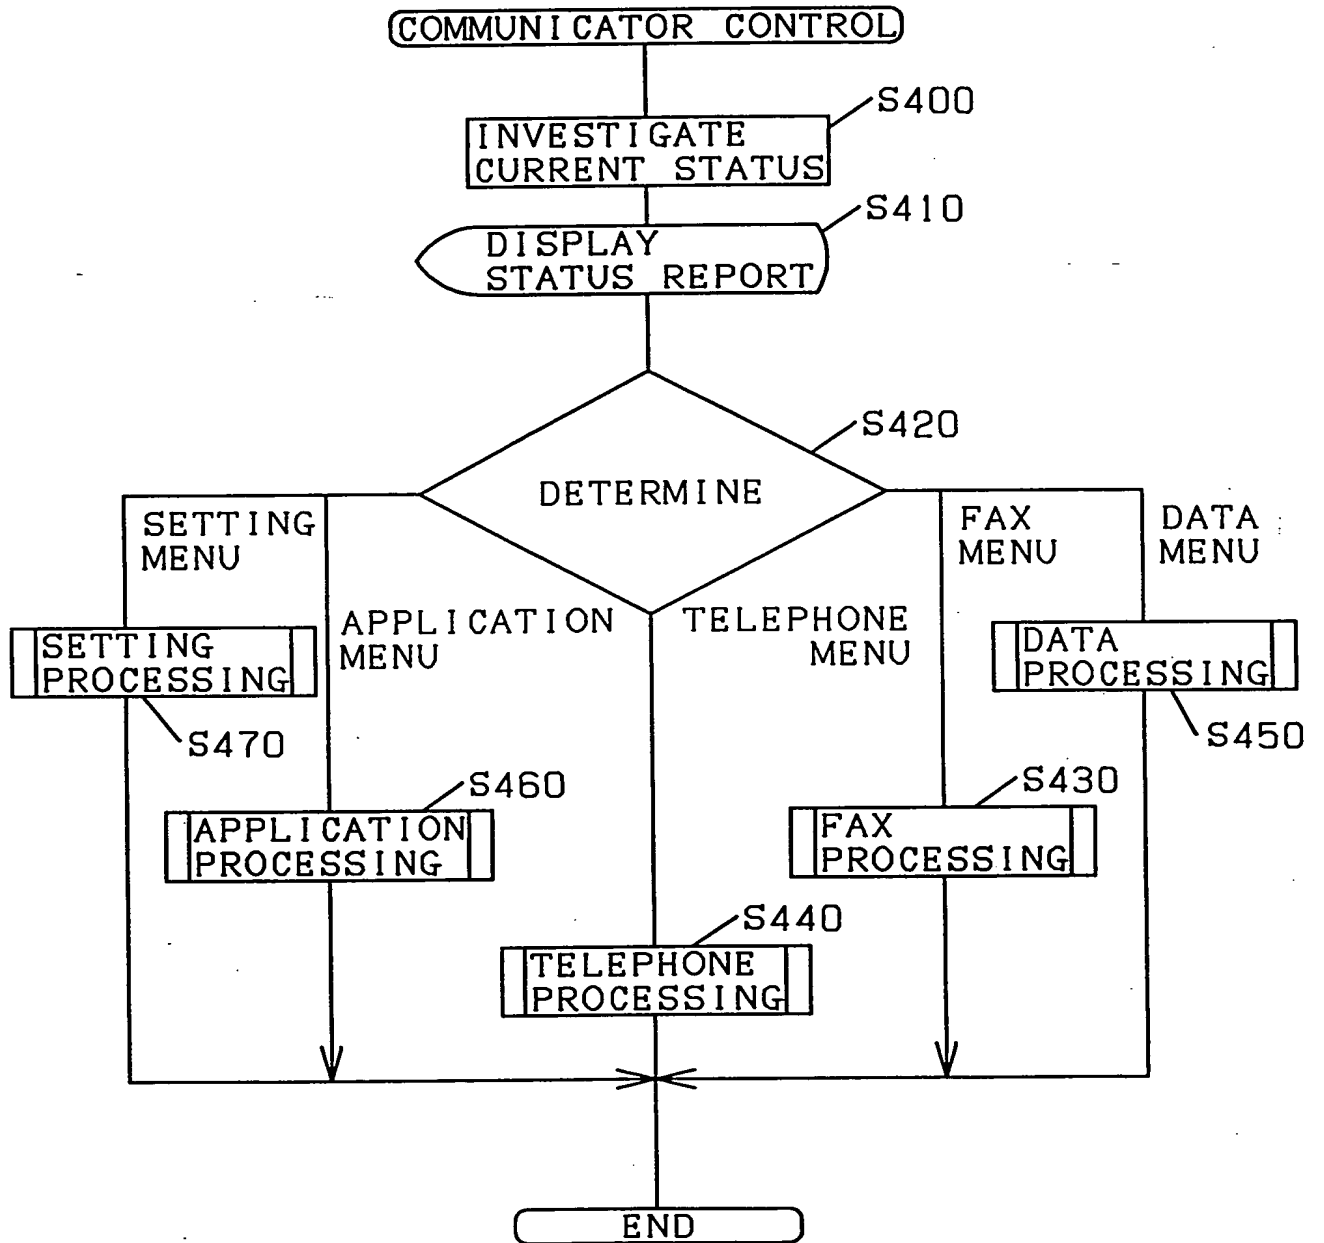 COMMUNICATOR CONTROL
S400
INVESTIGATE
CURRENT STATUS
S410
DISPLAY
STATUS REPORT
S420
DETERMINE
SETTING
MENU
FAX
MENU
DATA
MENU
APPLICATION
MENU
TELEPHONE
MENU
SETTING
PROCESSING
S470
DATA
PROCESSING
S450
S460
APPLICATION
PROCESSING
S430
FAX
PROCESSING
S440
TELEPHONE
PROCESSING
END